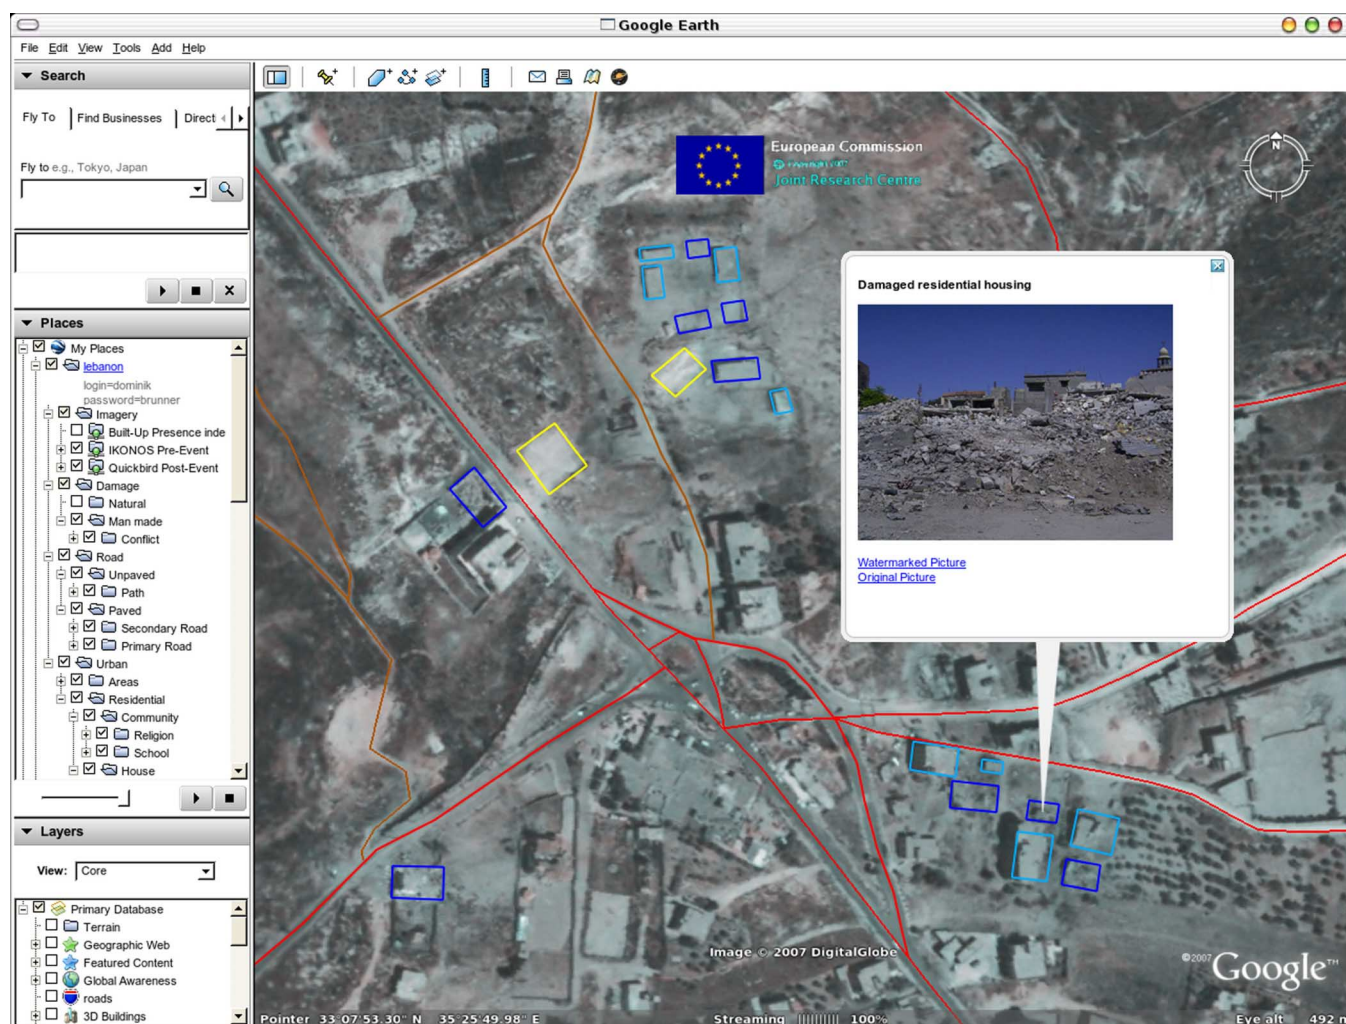 Google Earth
File Edit View Tools Add Help
Search
Fly To Find Businesses Direct
Fly to e.g., Tokyo, Japan
Places
My Places
lebanon
login=dominik
password=brunner
Imagery
Built-Up Presence inde
IKONOS Pre-Event
Quickbird Post-Event
Damage
Natural
Man made
Conflict
Road
Unpaved
Path
Paved
Secondary Road
Primary Road
Urban
Areas
Residential
Community
Religion
School
House
Layers
View: Core
Primary Database
Terrain
Geographic Web
Featured Content
Global Awareness
roads
3D Buildings
European Commission
Joint Research Centre
N
Damaged residential housing
Watermarked Picture
Original Picture
Image © 2007 DigitalGlobe
©2007 Google™
Pointer 33°07'53.30" N 35°25'49.98" E Streaming 100% Eye alt 492 m